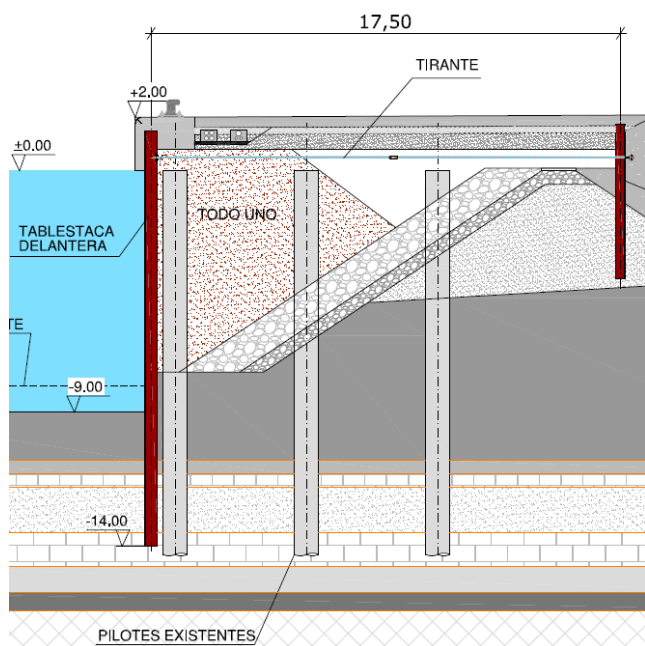 17,50
TIRANTE
+2.00
±0.00
TODO UNO
TABLESTACA
DELANTERA
TE
-9.00
-14.00
PILOTES EXISTENTES